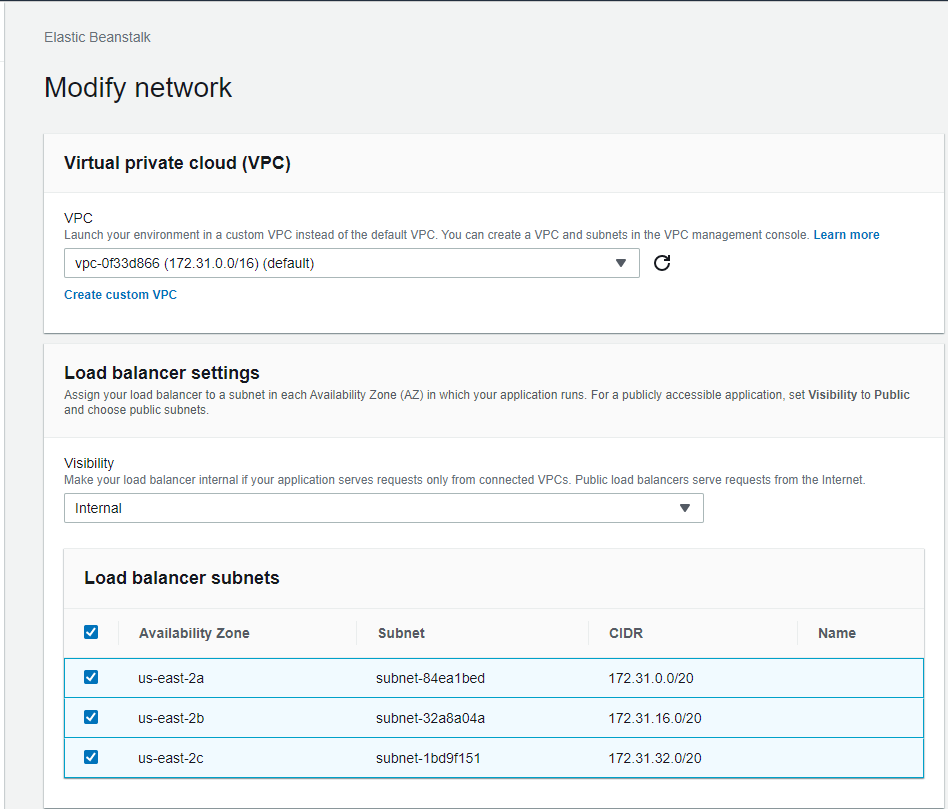 Elastic Beanstalk
Modify network
Virtual private cloud (VPC)
VPC
Launch your environment in a custom VPC instead of the default VPC. You can create a VPC and subnets in the VPC management console. Learn more
vpc-0f33d866 (172.31.0.0/16) (default)
Create custom VPC
Load balancer settings
Assign your load balancer to a subnet in each Availability Zone (AZ) in which your application runs. For a publicly accessible application, set Visibility to Public
and choose public subnets.
Visibility
Make your load balancer internal if your application serves requests only from connected VPCs. Public load balancers serve requests from the Internet.
Internal
Load balancer subnets
Availability Zone Subnet CIDR Name
us-east-2a subnet-84ea1bed 172.31.0.0/20
us-east-2b subnet-32a8a04a 172.31.16.0/20
us-east-2c subnet-1bd9f151 172.31.32.0/20